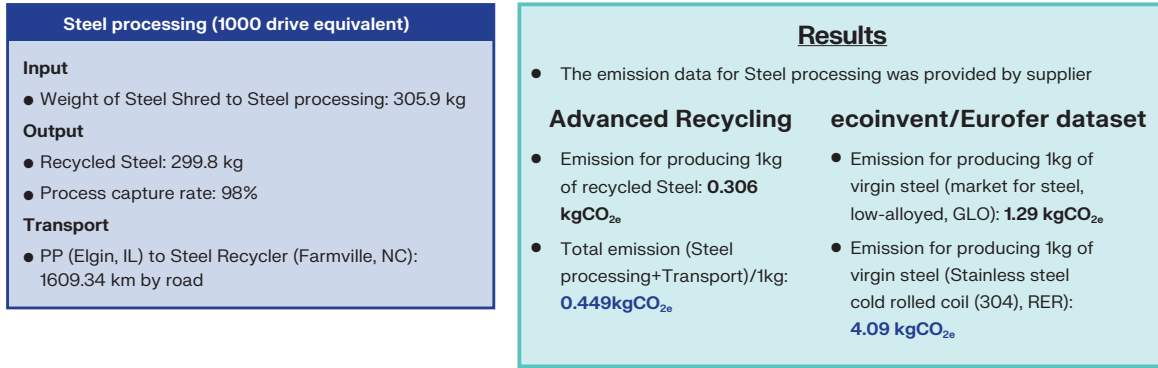 Steel processing (1000 drive equivalent)
Input
● Weight of Steel Shred to Steel processing: 305.9 kg
Output
● Recycled Steel: 299.8 kg
● Process capture rate: 98%
Transport
● PP (Elgin, IL) to Steel Recycler (Farmville, NC):
1609.34 km by road
Results
● The emission data for Steel processing was provided by supplier
Advanced Recycling
● Emission for producing 1kg
of recycled Steel: 0.306
kgCO₂ₑ
● Total emission (Steel
processing+Transport)/1kg:
0.449kgCO₂ₑ
ecoinvent/Eurofer dataset
● Emission for producing 1kg of
virgin steel (market for steel,
low-alloyed, GLO): 1.29 kgCO₂ₑ
● Emission for producing 1kg of
virgin steel (Stainless steel
cold rolled coil (304), RER):
4.09 kgCO₂ₑ